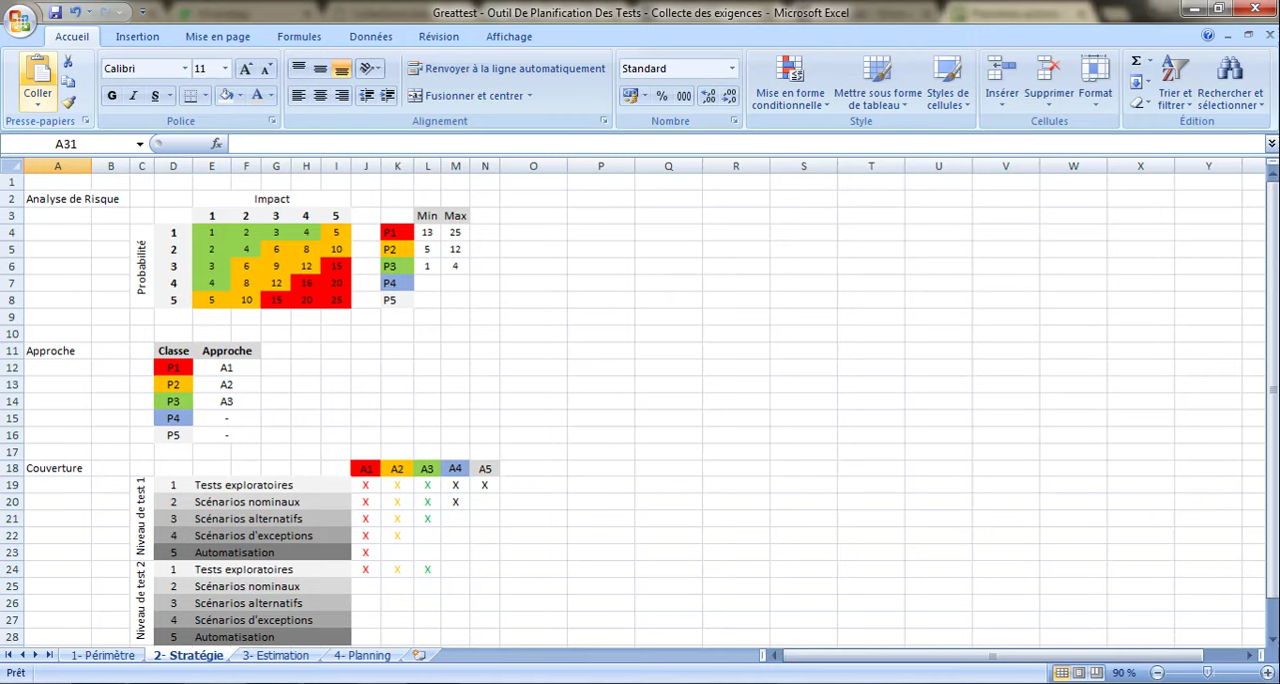 Greattest - Outil De Planification Des Tests - Collecte des exigences - Microsoft Excel
Accueil Insertion Mise en page Formules Données Révision Affichage
Coller
Calibri 11
Renvoyer à la ligne automatiquement
Standard
Mise en forme conditionnelle
Mettre sous forme de tableau
Styles de cellules
Insérer
Supprimer
Format
Trier et filtrer
Rechercher et sélectionner
G I S
Fusionner et centrer
% 000
Presse-papiers Police Alignement Nombre Style Cellules Édition
A31 fx
A B C D E F G H I J K L M N O P Q R S T U V W X Y
1
2 Analyse de Risque Impact
3 1 2 3 4 5 Min Max
Probabilité
4 1 1 2 3 4 5 P1 13 25
5 2 2 4 6 8 10 P2 5 12
6 3 3 6 9 12 15 P3 1 4
7 4 4 8 12 16 20 P4
8 5 5 10 15 20 25 P5
9
10
11 Approche Classe Approche
12 P1 A1
13 P2 A2
14 P3 A3
15 P4 -
16 P5 -
17
18 Couverture A1 A2 A3 A4 A5
Niveau de test 1
19 1 Tests exploratoires X X X X X
20 2 Scénarios nominaux X X X X
21 3 Scénarios alternatifs X X X
22 4 Scénarios d'exceptions X X
23 5 Automatisation X
Niveau de test 2
24 1 Tests exploratoires X X X
25 2 Scénarios nominaux
26 3 Scénarios alternatifs
27 4 Scénarios d'exceptions
28 5 Automatisation
1- Périmètre 2- Stratégie 3- Estimation 4- Planning
Prêt 90 %